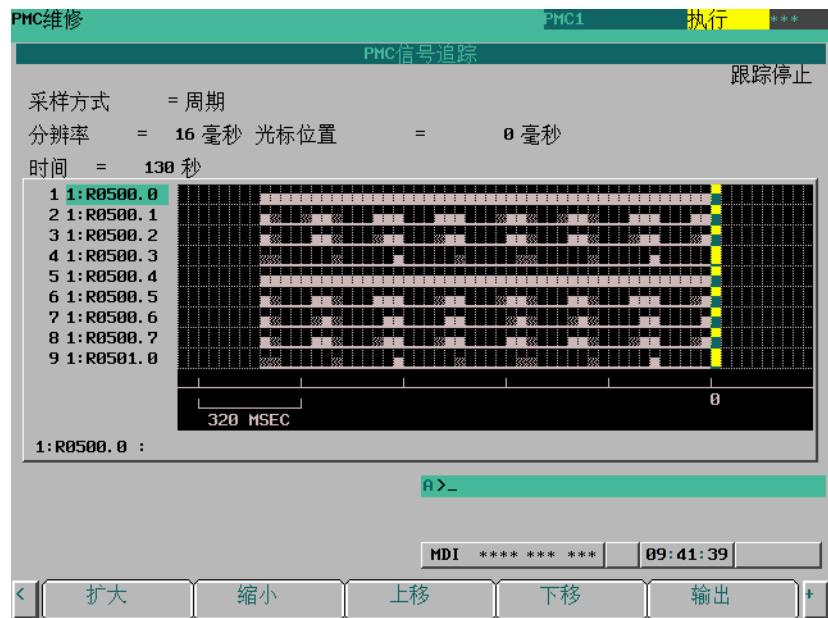 PMC维修 PMC1 执行 ***
PMC信号追踪
跟踪停止
采样方式 = 周期
分辨率 = 16 毫秒 光标位置 = 0 毫秒
时间 = 130 秒
1 1:R0500.0
2 1:R0500.1
3 1:R0500.2
4 1:R0500.3
5 1:R0500.4
6 1:R0500.5
7 1:R0500.6
8 1:R0500.7
9 1:R0501.0
0
320 MSEC
1:R0500.0 :
A>_
MDI **** *** *** 09:41:39
< 扩大 缩小 上移 下移 输出 +